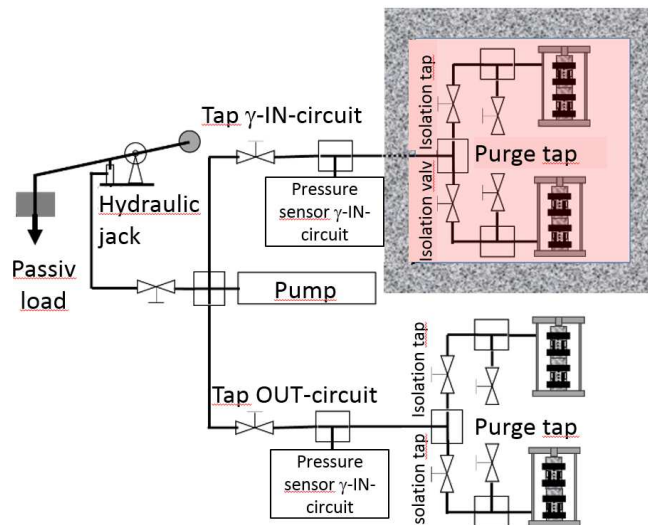 Isolation tap
Tap γ-IN-circuit
Purge tap
Pressure
sensor γ-IN-
circuit
Isolation valv
Hydraulic
jack
Passiv
load
Pump
Isolation tap
Tap OUT-circuit
Purge tap
Pressure
sensor γ-IN-
circuit
solation tap